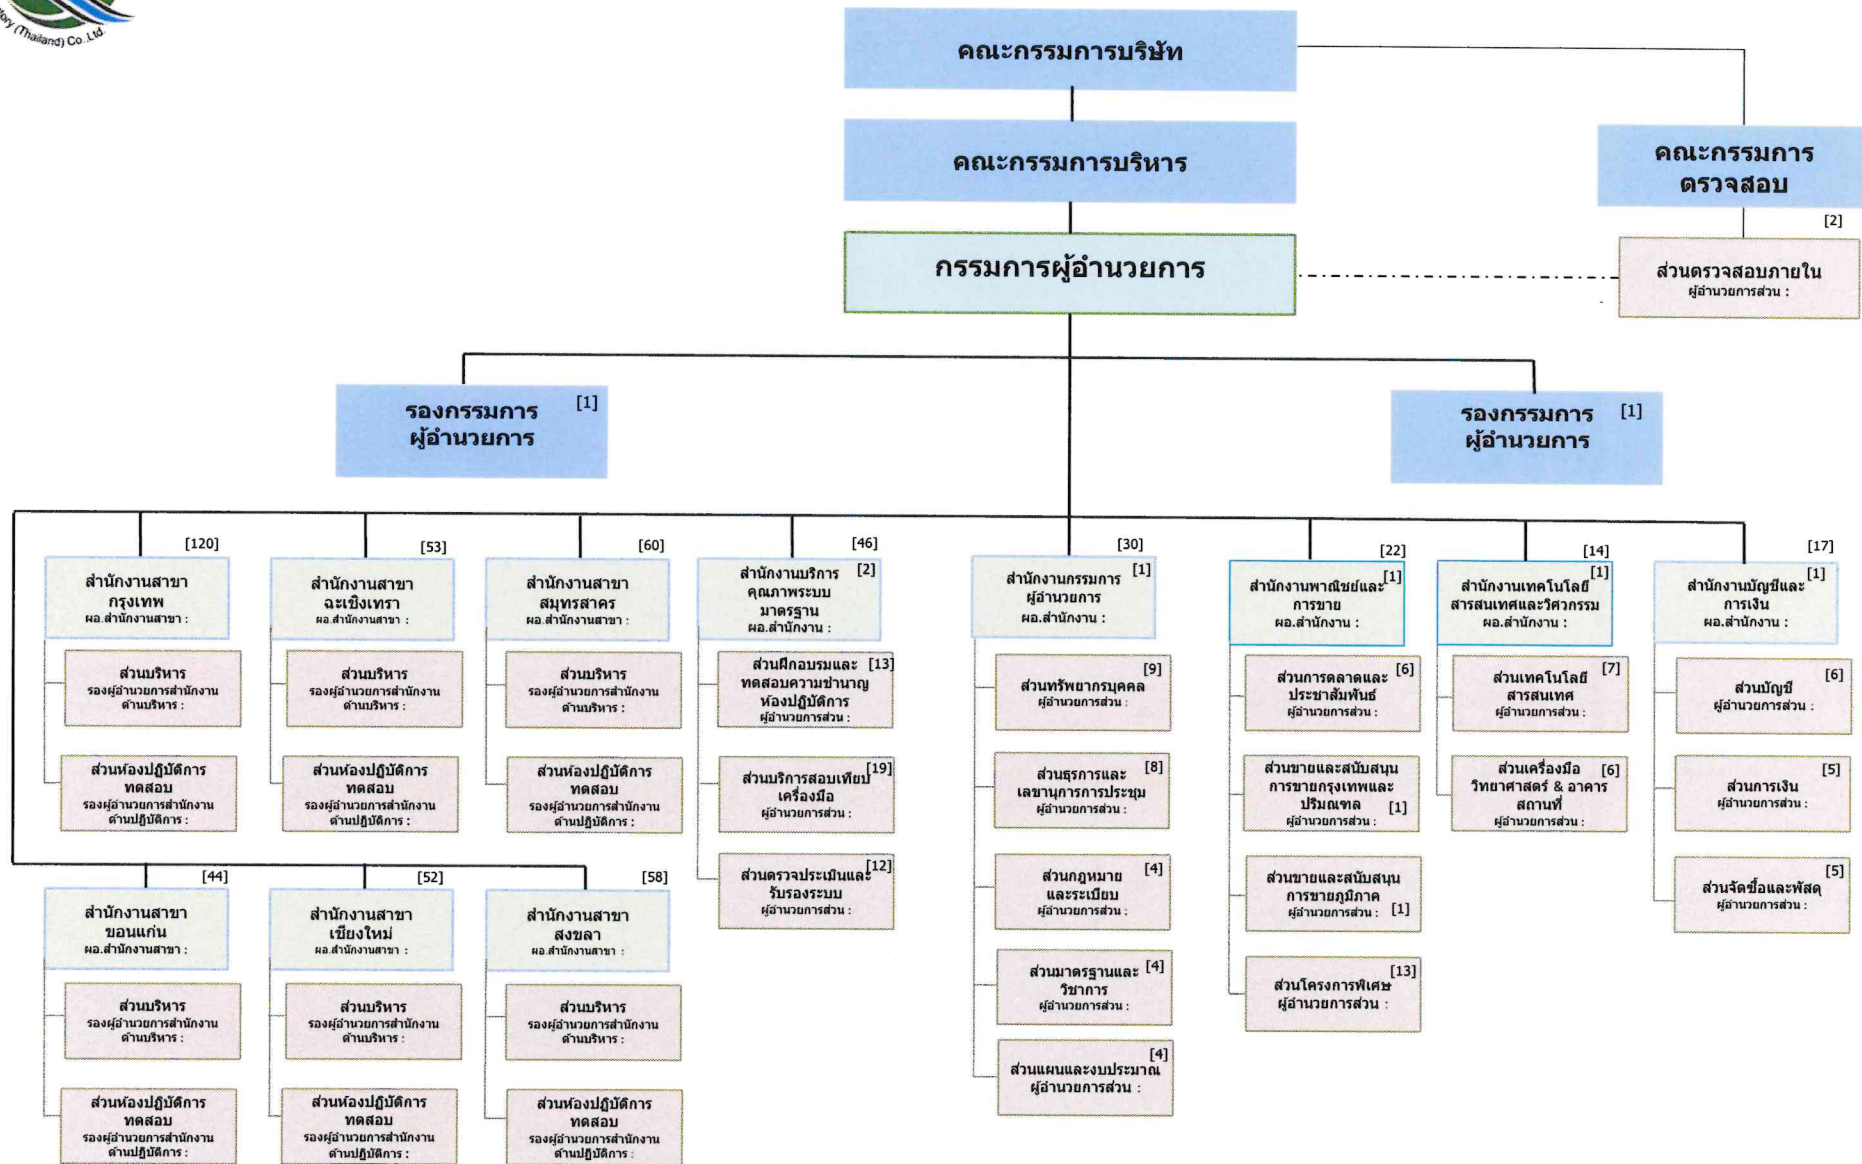 (Thailand) Co.,Ltd.
คณะกรรมการบริษัท
คณะกรรมการบริหาร
คณะกรรมการ
ตรวจสอบ
[2]
กรรมการผู้อำนวยการ
ส่วนตรวจสอบภายใน
ผู้อำนวยการส่วน :
รองกรรมการ [1]
ผู้อำนวยการ
รองกรรมการ [1]
ผู้อำนวยการ
[120]
สำนักงานสาขา
กรุงเทพ
ผอ.สำนักงานสาขา :
ส่วนบริหาร
รองผู้อำนวยการสำนักงาน
ด้านบริหาร :
ส่วนห้องปฏิบัติการ
ทดสอบ
รองผู้อำนวยการสำนักงาน
ด้านปฏิบัติการ :
[53]
สำนักงานสาขา
ฉะเชิงเทรา
ผอ.สำนักงานสาขา :
ส่วนบริหาร
รองผู้อำนวยการสำนักงาน
ด้านบริหาร :
ส่วนห้องปฏิบัติการ
ทดสอบ
รองผู้อำนวยการสำนักงาน
ด้านปฏิบัติการ :
[60]
สำนักงานสาขา
สมุทรสาคร
ผอ.สำนักงานสาขา :
ส่วนบริหาร
รองผู้อำนวยการสำนักงาน
ด้านบริหาร :
ส่วนห้องปฏิบัติการ
ทดสอบ
รองผู้อำนวยการสำนักงาน
ด้านปฏิบัติการ :
[46]
สำนักงานบริการ [2]
คุณภาพระบบ
มาตรฐาน
ผอ.สำนักงาน :
ส่วนฝึกอบรมและ [13]
ทดสอบความชำนาญ
ห้องปฏิบัติการ
ผู้อำนวยการส่วน :
[19]
ส่วนบริการสอบเทียบ
เครื่องมือ
ผู้อำนวยการส่วน :
[12]
ส่วนตรวจประเมินและ
รับรองระบบ
ผู้อำนวยการส่วน :
[30]
สำนักงานกรรมการ [1]
ผู้อำนวยการ
ผอ.สำนักงาน :
[9]
ส่วนทรัพยากรบุคคล
ผู้อำนวยการส่วน :
[8]
ส่วนธุรการและ
เลขานุการการประชุม
ผู้อำนวยการส่วน :
[4]
ส่วนกฎหมาย
และระเบียบ
ผู้อำนวยการส่วน :
ส่วนมาตรฐานและ [4]
วิชาการ
ผู้อำนวยการส่วน :
[4]
ส่วนแผนและงบประมาณ
ผู้อำนวยการส่วน :
[22]
สำนักงานพาณิชย์และ [1]
การขาย
ผอ.สำนักงาน :
ส่วนการตลาดและ [6]
ประชาสัมพันธ์
ผู้อำนวยการส่วน :
ส่วนขายและสนับสนุน
การขายกรุงเทพและ
ปริมณฑล [1]
ผู้อำนวยการส่วน :
ส่วนขายและสนับสนุน
การขายภูมิภาค
ผู้อำนวยการส่วน : [1]
[13]
ส่วนโครงการพิเศษ
ผู้อำนวยการส่วน :
[14]
สำนักงานเทคโนโลยี [1]
สารสนเทศและวิศวกรรม
ผอ.สำนักงาน :
ส่วนเทคโนโลยี [7]
สารสนเทศ
ผู้อำนวยการส่วน :
ส่วนเครื่องมือ [6]
วิทยาศาสตร์ & อาคาร
สถานที่
ผู้อำนวยการส่วน :
[17]
สำนักงานบัญชีและ [1]
การเงิน
ผอ.สำนักงาน :
[6]
ส่วนบัญชี
ผู้อำนวยการส่วน :
[5]
ส่วนการเงิน
ผู้อำนวยการส่วน :
[5]
ส่วนจัดซื้อและพัสดุ
ผู้อำนวยการส่วน :
[44]
สำนักงานสาขา
ขอนแก่น
ผอ.สำนักงานสาขา :
ส่วนบริหาร
รองผู้อำนวยการสำนักงาน
ด้านบริหาร :
ส่วนห้องปฏิบัติการ
ทดสอบ
รองผู้อำนวยการสำนักงาน
ด้านปฏิบัติการ :
[52]
สำนักงานสาขา
เชียงใหม่
ผอ.สำนักงานสาขา :
ส่วนบริหาร
รองผู้อำนวยการสำนักงาน
ด้านบริหาร :
ส่วนห้องปฏิบัติการ
ทดสอบ
รองผู้อำนวยการสำนักงาน
ด้านปฏิบัติการ :
[58]
สำนักงานสาขา
สงขลา
ผอ.สำนักงานสาขา :
ส่วนบริหาร
รองผู้อำนวยการสำนักงาน
ด้านบริหาร :
ส่วนห้องปฏิบัติการ
ทดสอบ
รองผู้อำนวยการสำนักงาน
ด้านปฏิบัติการ :